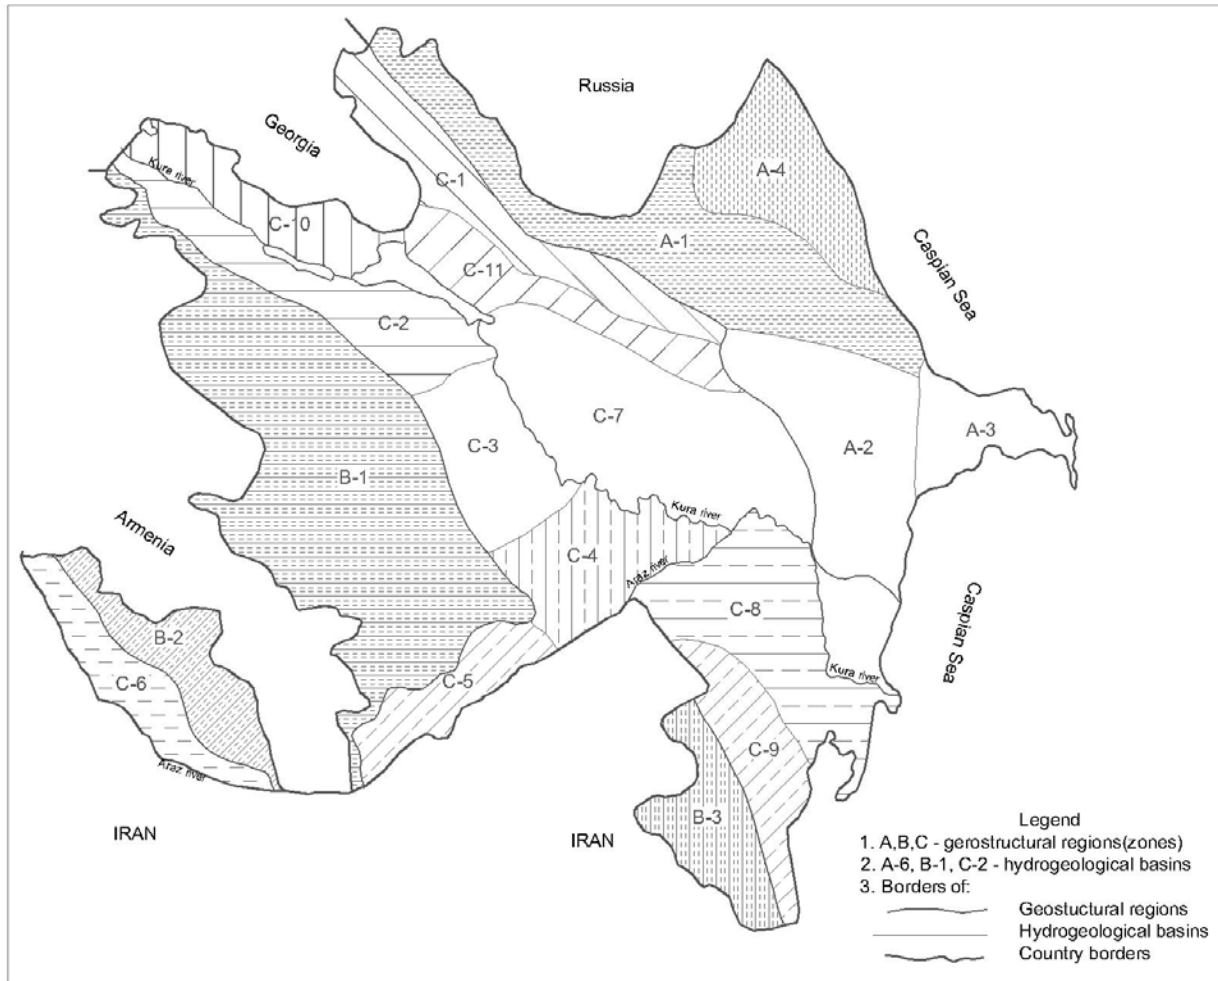 Russia
Georgia
Kura river
A-4
C-1
C-10
A-1
Caspian Sea
C-11
C-2
C-7
A-3
C-3
A-2
B-1
Kura river
Armenia
C-4
Araz river
C-8
Caspian Sea
B-2
C-6
C-5
Kura river
C-9
Araz river
B-3
IRAN
IRAN
Legend
1. A,B,C - gerostructural regions(zones)
2. A-6, B-1, C-2 - hydrogeological basins
3. Borders of:
Geostuctural regions
Hydrogeological basins
Country borders